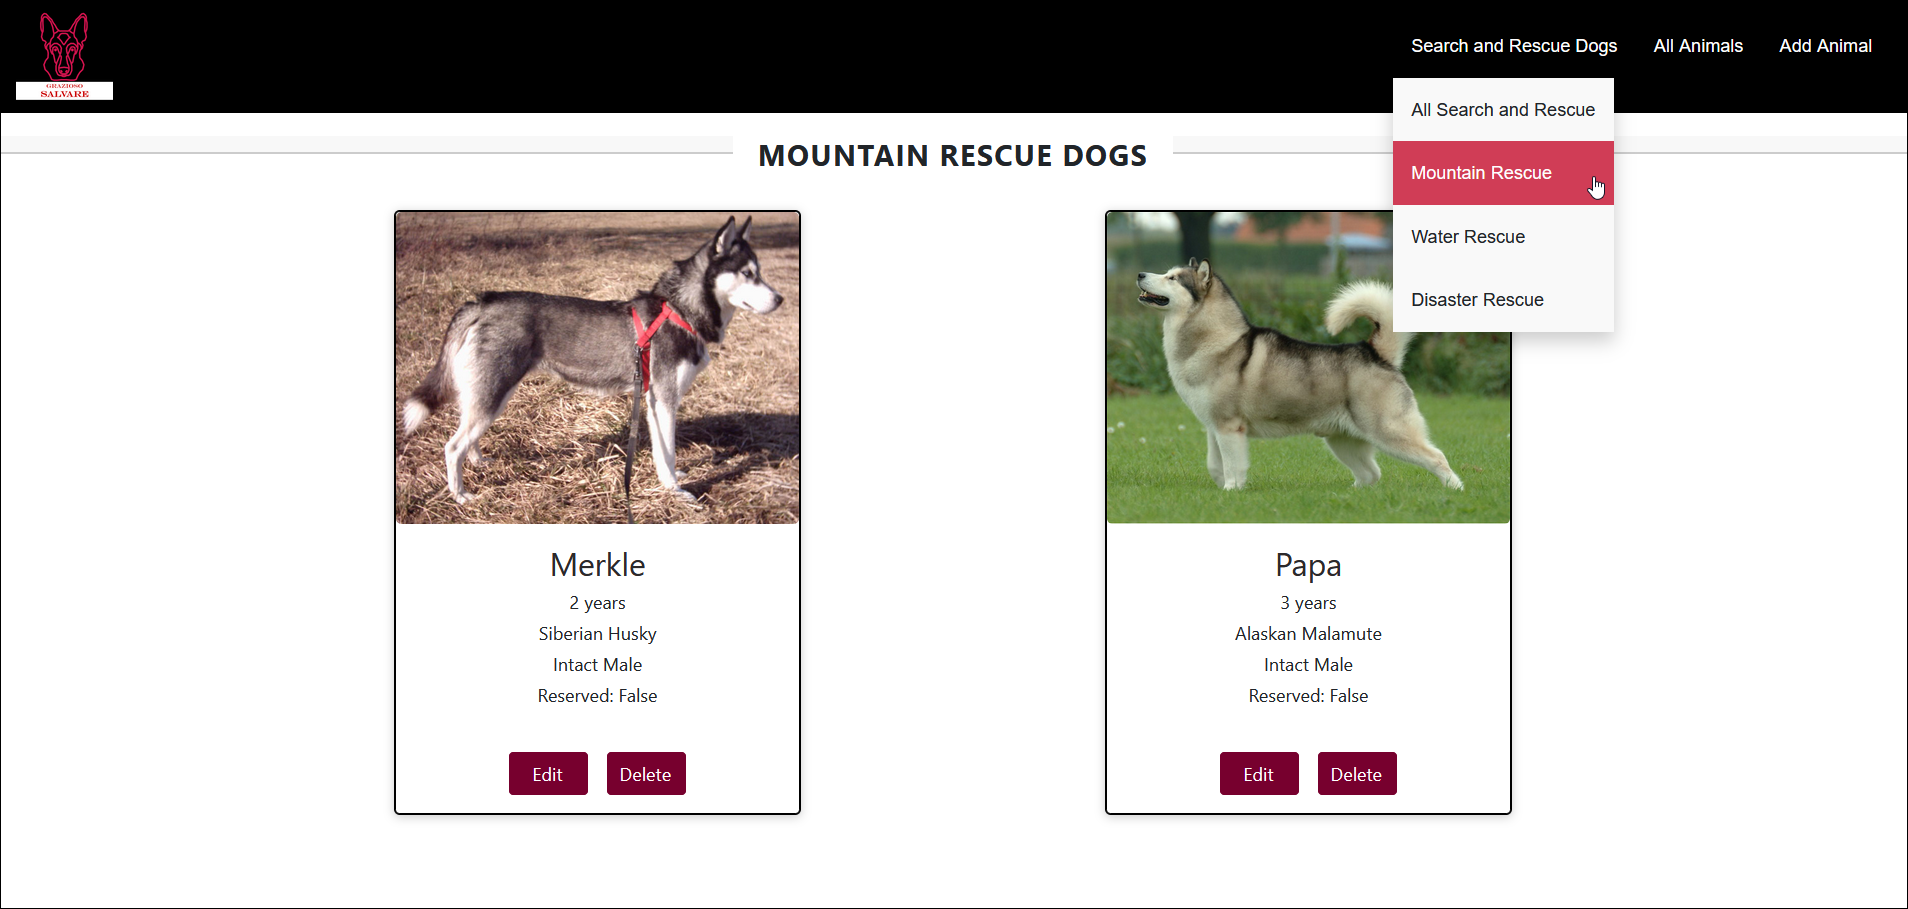 GRAZIOSO
SALVARE
Search and Rescue Dogs
All Animals
Add Animal
All Search and Rescue
Mountain Rescue
Water Rescue
Disaster Rescue
MOUNTAIN RESCUE DOGS
Merkle
2 years
Siberian Husky
Intact Male
Reserved: False
Edit
Delete
Papa
3 years
Alaskan Malamute
Intact Male
Reserved: False
Edit
Delete